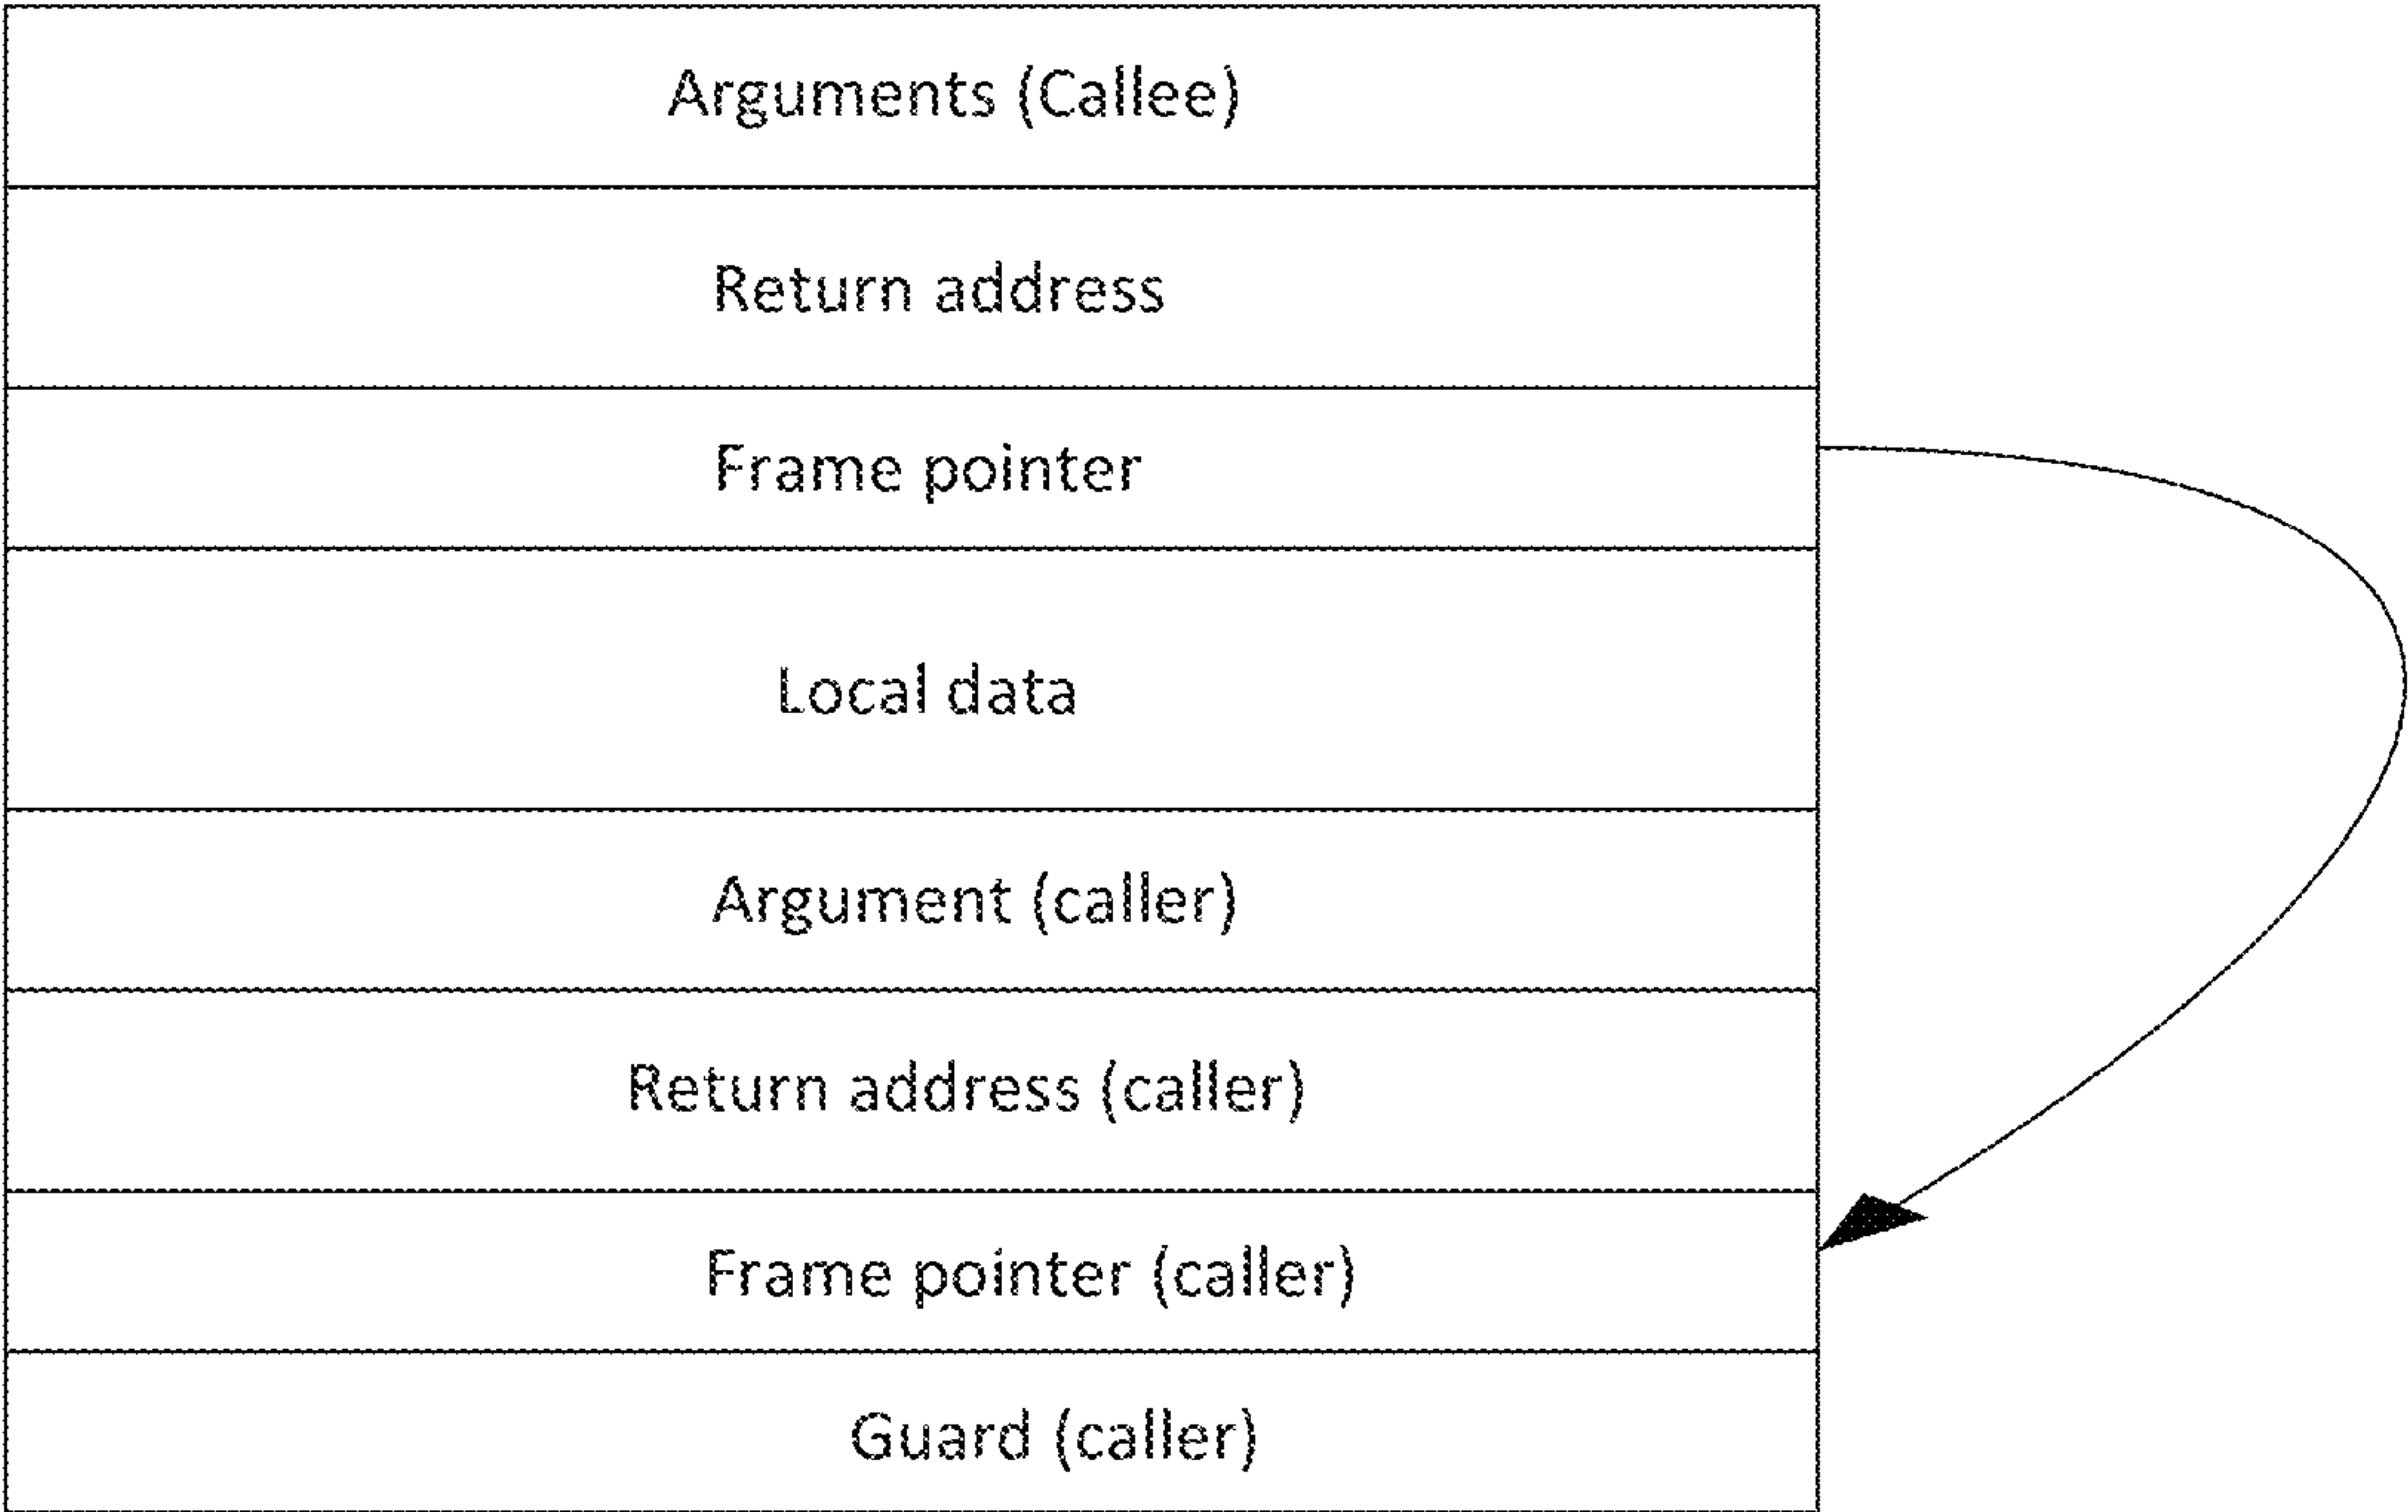 Arguments (Callee)
Return address
Frame pointer
Local data
Argument (caller)
Return address (caller)
Frame pointer (caller)
Guard (caller)